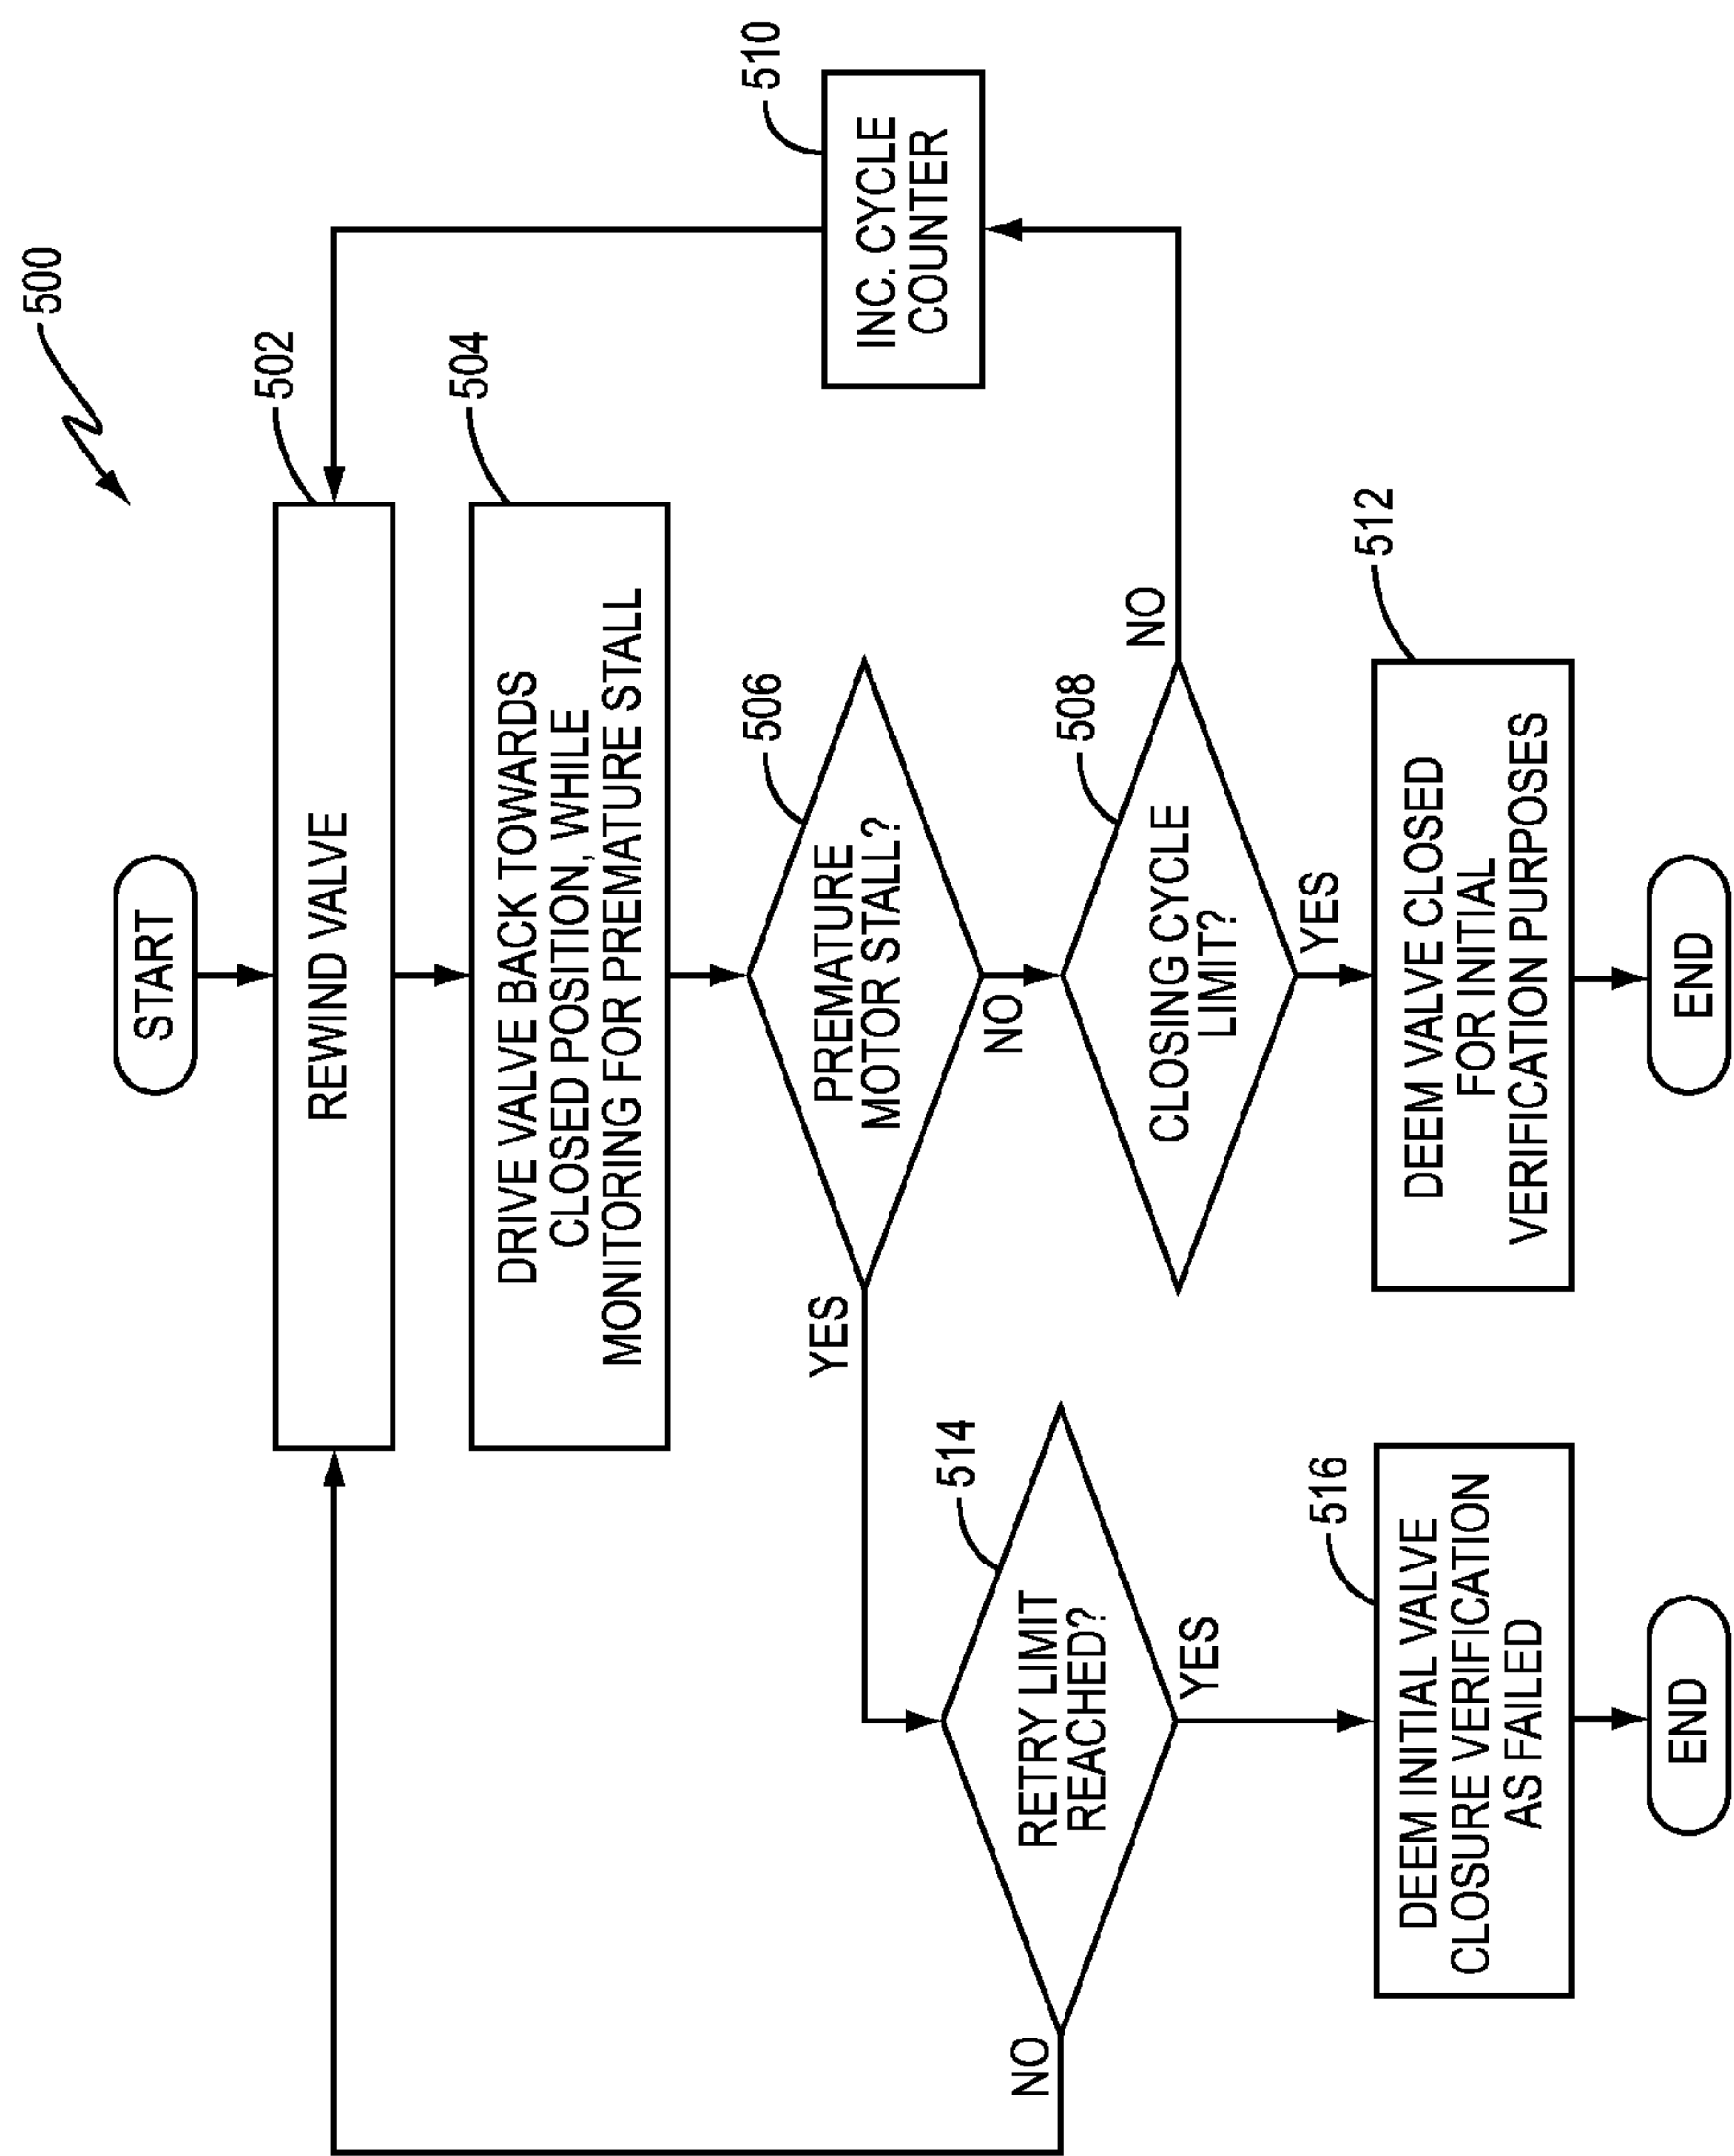 500
START
502
REWIND VALVE
504
DRIVE VALVE BACK TOWARDS
CLOSED POSITION, WHILE
MONITORING FOR PREMATURE STALL
506
PREMATURE
MOTOR STALL?
YES
NO
510
INC. CYCLE
COUNTER
514
RETRY LIMIT
REACHED?
NO
YES
508
CLOSING CYCLE
LIMIT?
NO
YES
516
DEEM INITIAL VALVE
CLOSURE VERIFICATION
AS FAILED
512
DEEM VALVE CLOSED
FOR INITIAL
VERIFICATION PURPOSES
END
END